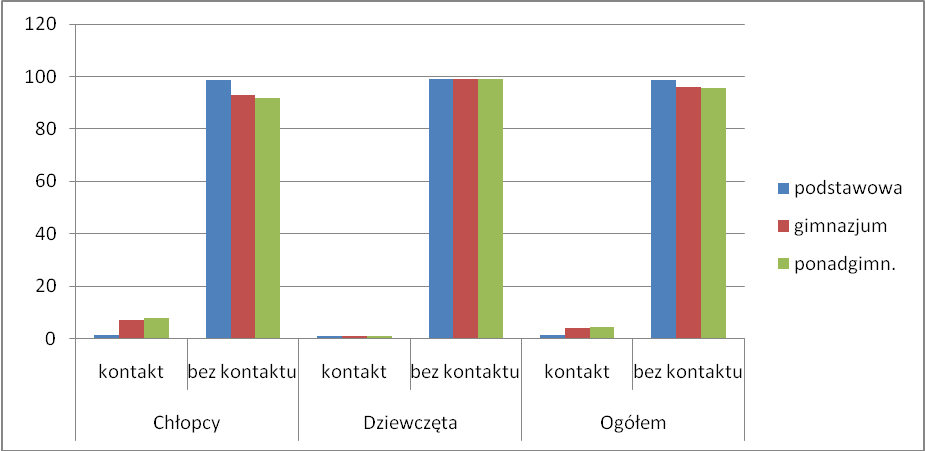 120
100
80
60
40
20
0
kontakt bez kontaktu kontakt bez kontaktu kontakt bez kontaktu
Chłopcy Dziewczęta Ogółem
podstawowa
gimnazjum
ponadgimn.